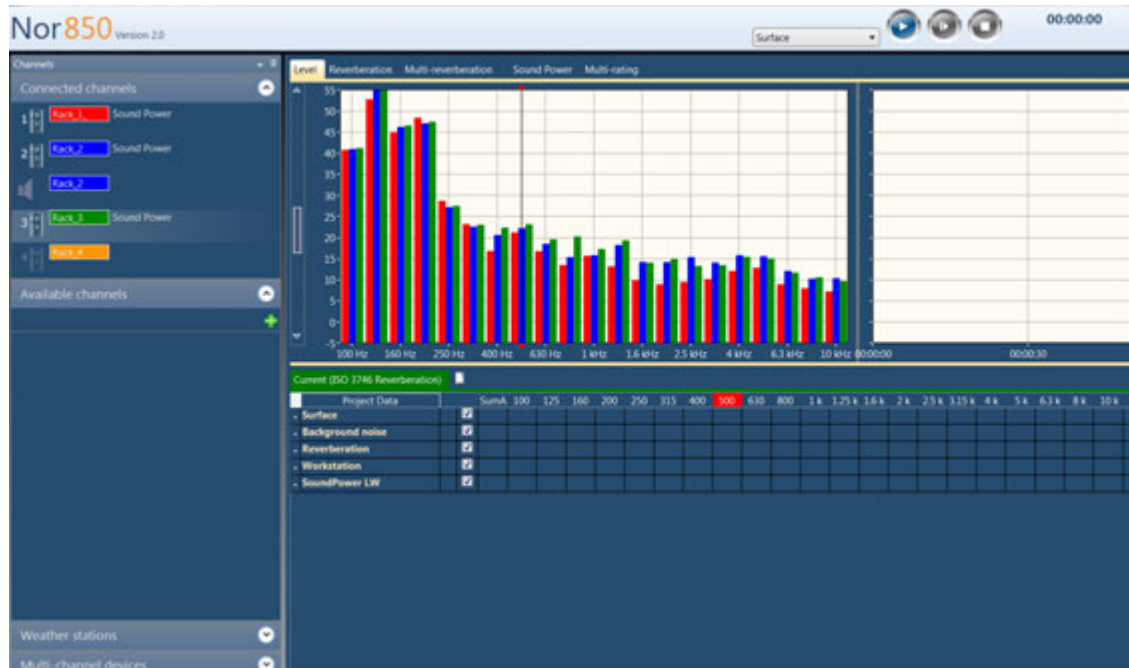 Nor850 Version 2.0
Surface
00:00:00
Channels
Connected channels
1 Rack_1_ Sound Power
2 Rack_2 Sound Power
Rack_2
3 Rack_3 Sound Power
Rack_4
Available channels
Weather stations
Multi-channel devices
Level Reverberation Multi-reverberation Sound Power Multi-rating
55
50
45
40
35
30
25
20
15
10
5
0
-5
100 Hz 160 Hz 250 Hz 400 Hz 630 Hz 1 kHz 1.6 kHz 2.5 kHz 4 kHz 6.3 kHz 10 kHz 00:00:00 00:00:30
Current (ISO 3746 Reverberation)
Project Data SumA 100 125 160 200 250 315 400 500 630 800 1 k 1.25 k 1.6 k 2 k 2.5 k 3.15 k 4 k 5 k 6.3 k 8 k 10 k
Surface
Background noise
Reverberation
Workstation
SoundPower LW